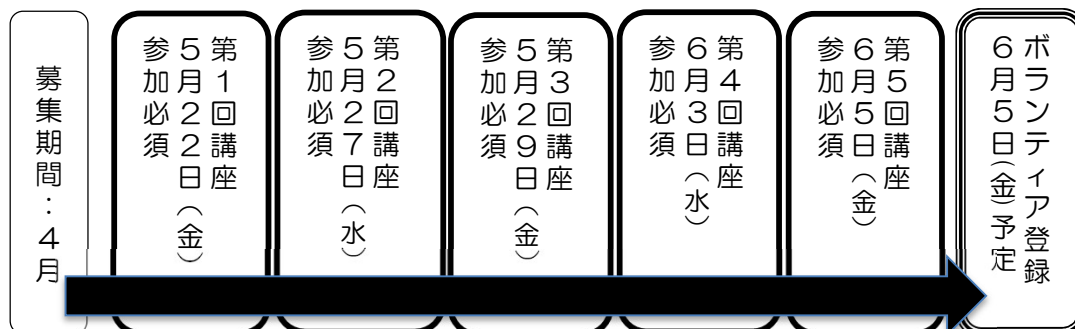 募集期間：４月
第１回講座
５月２２日（金）
参加必須
第２回講座
５月２７日（水）
参加必須
第３回講座
５月２９日（金）
参加必須
第４回講座
６月３日（水）
参加必須
第５回講座
６月５日（金）
参加必須
ボランティア登録
６月５日（金）予定